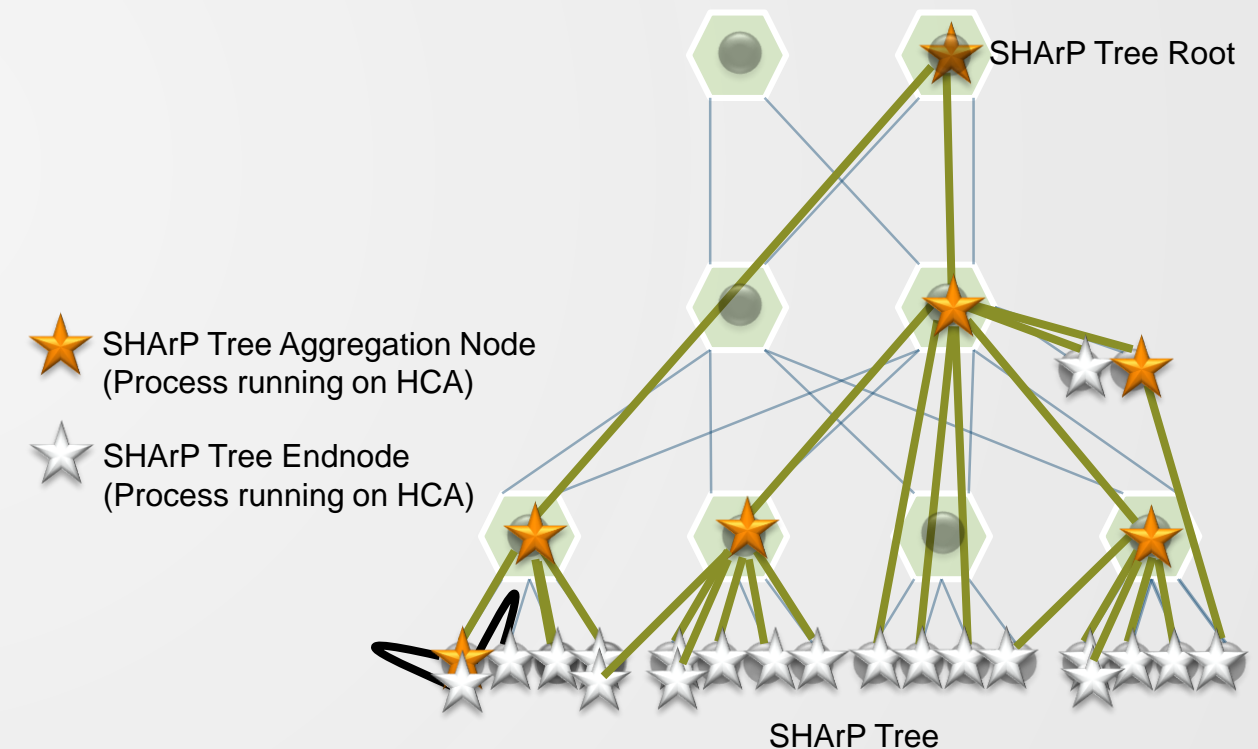 SHArP Tree Root
SHArP Tree Aggregation Node
(Process running on HCA)
SHArP Tree Endnode
(Process running on HCA)
SHArP Tree